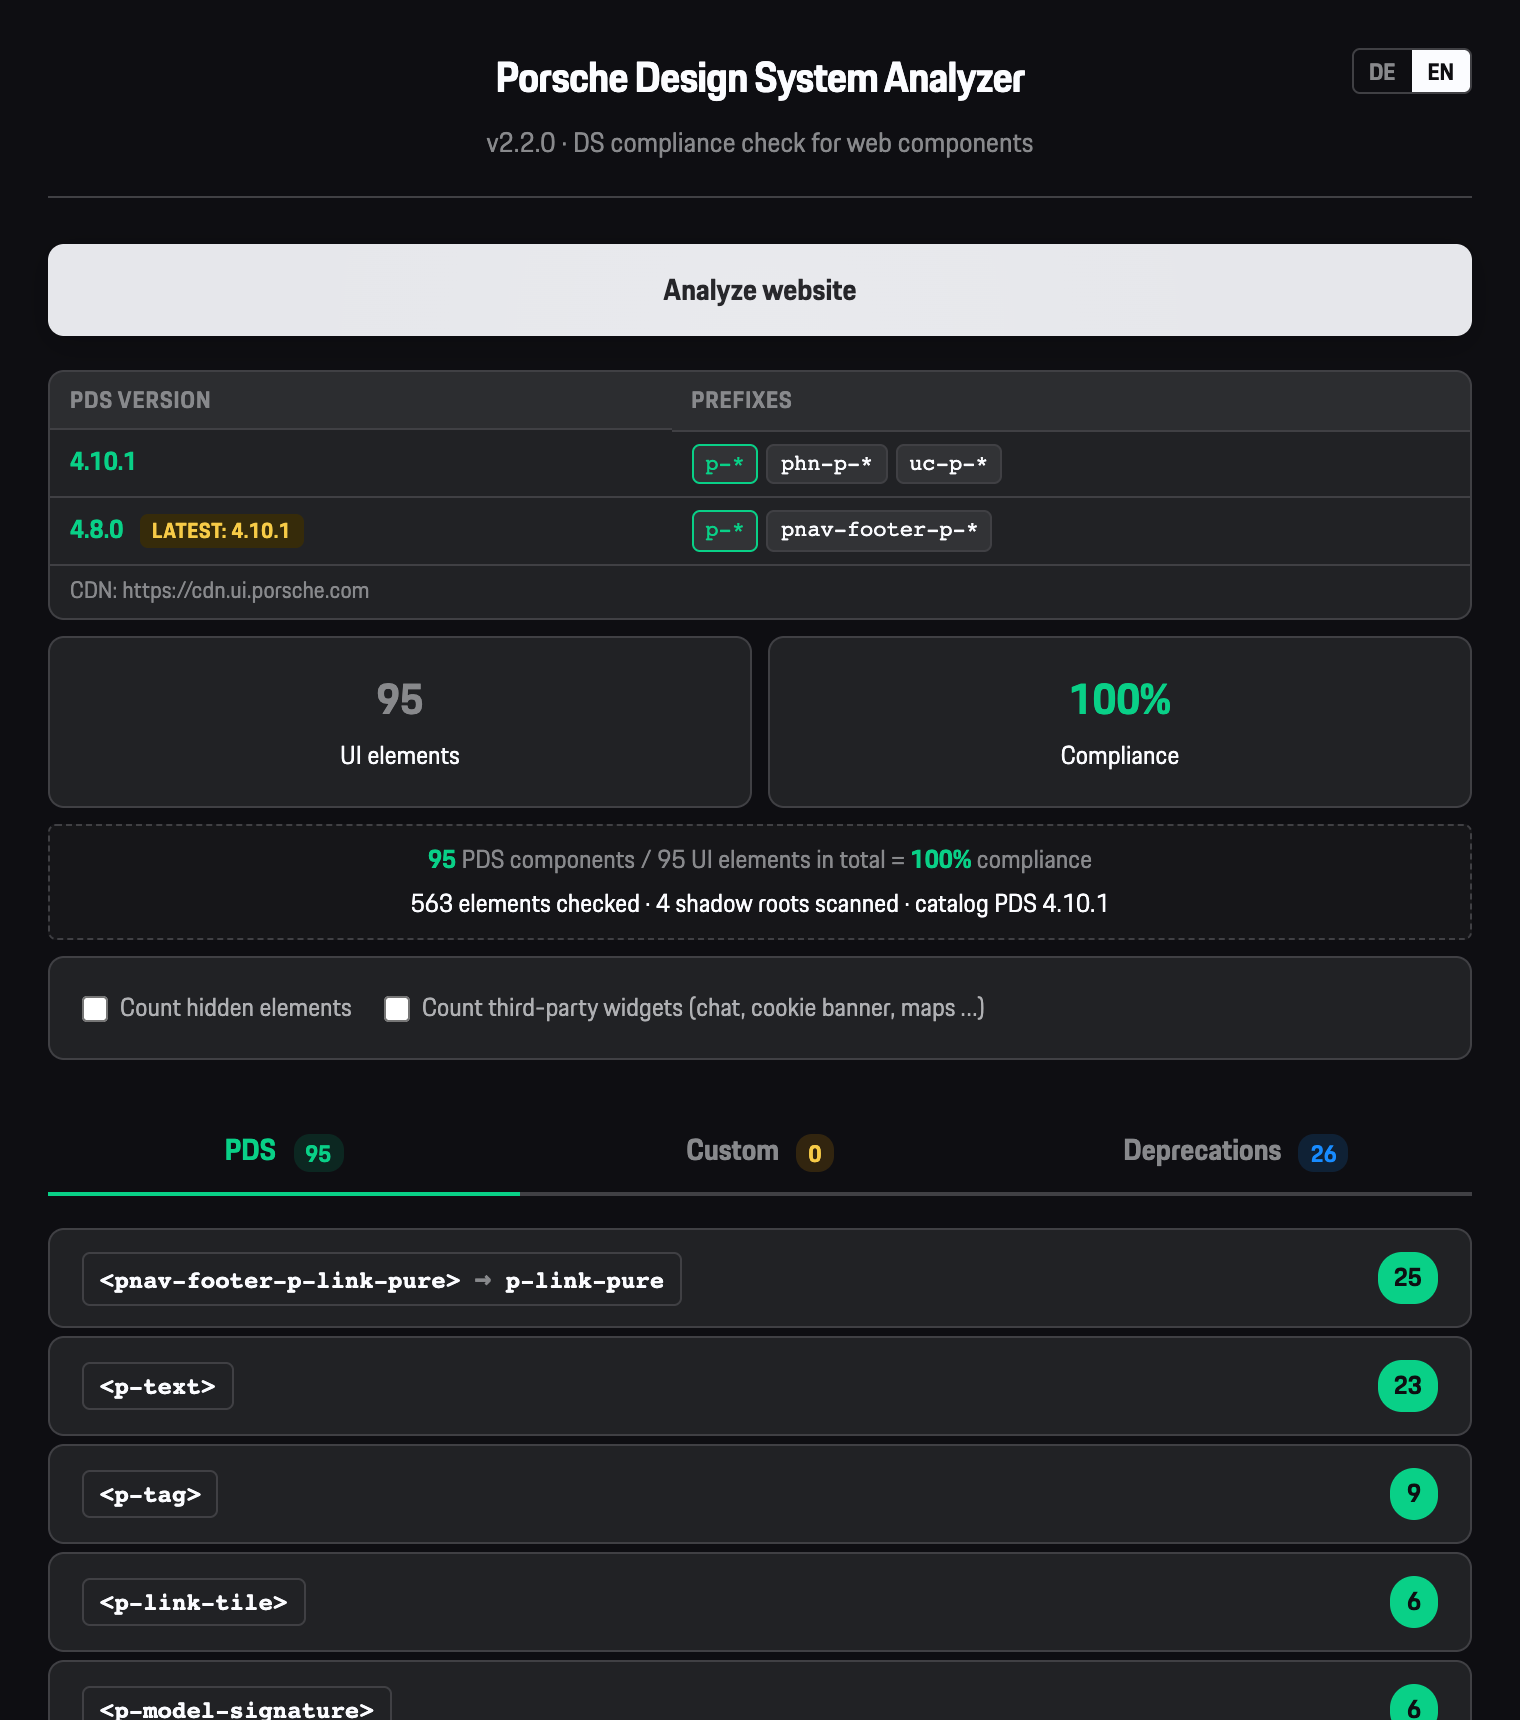 Porsche Design System Analyzer
DE EN
v2.2.0 · DS compliance check for web components
Analyze website
PDS VERSION PREFIXES
4.10.1 p-* phn-p-* uc-p-*
4.8.0 LATEST: 4.10.1 p-* pnav-footer-p-*
CDN: https://cdn.ui.porsche.com
95 100%
UI elements Compliance
95 PDS components / 95 UI elements in total = 100% compliance
563 elements checked · 4 shadow roots scanned · catalog PDS 4.10.1
Count hidden elements Count third-party widgets (chat, cookie banner, maps ...)
PDS 95 Custom 0 Deprecations 26
<pnav-footer-p-link-pure> → p-link-pure 25
<p-text> 23
<p-tag> 9
<p-link-tile> 6
<p-model-signature> 6